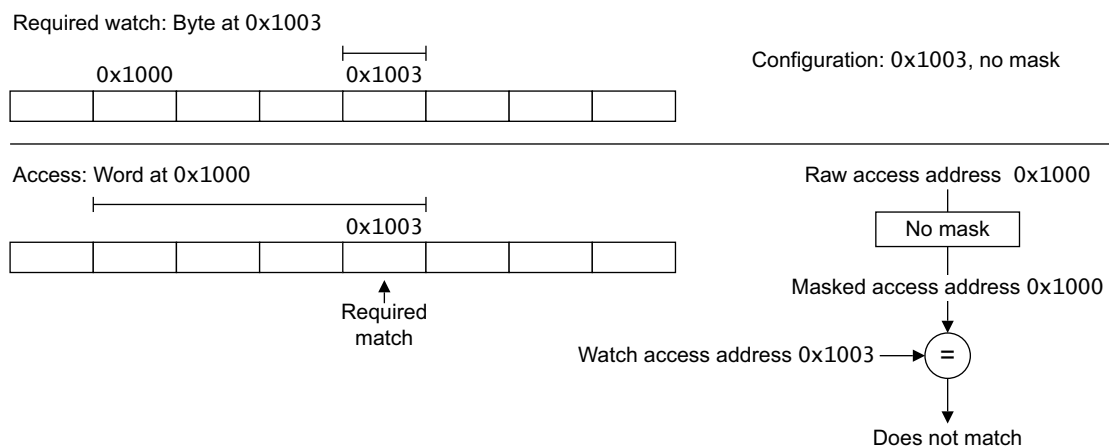 Required watch: Byte at 0x1003
Configuration: 0x1003, no mask
0x1000
0x1003
Access: Word at 0x1000
Raw access address 0x1000
0x1003
No mask
Masked access address 0x1000
Required
match
Watch access address 0x1003
=
Does not match